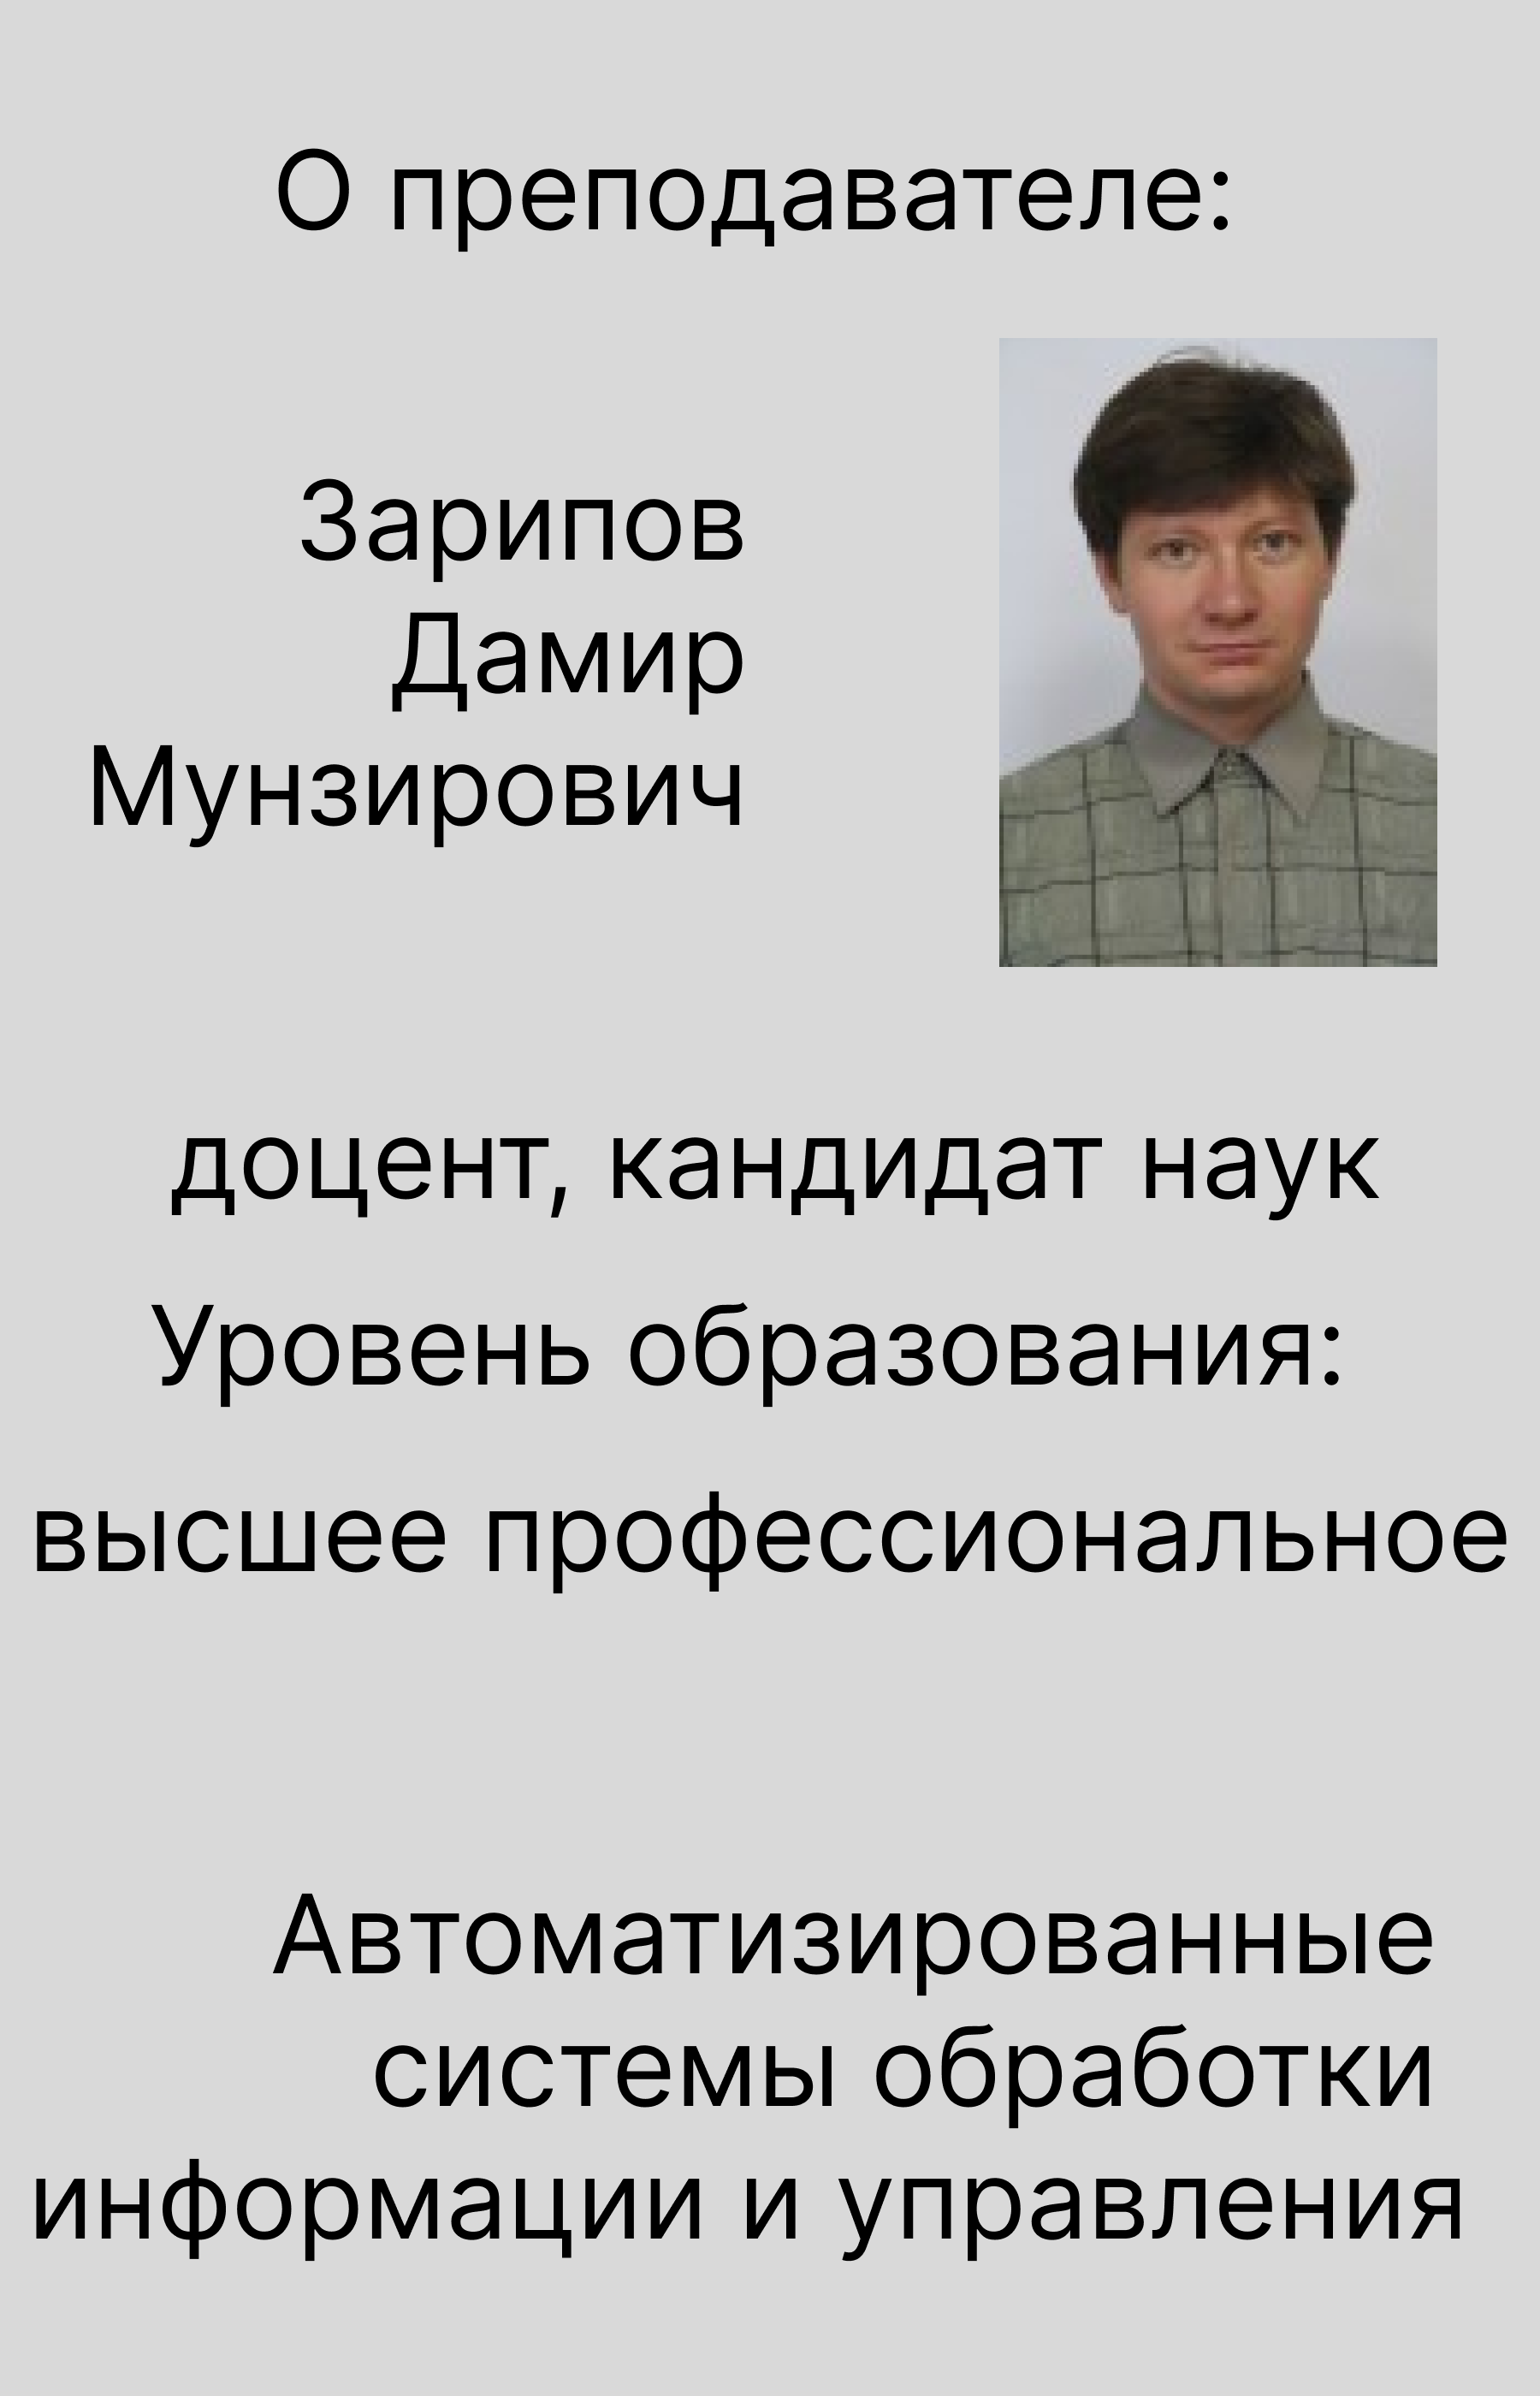 О преподавателе:
Зарипов
Дамир
Мунзирович
доцент, кандидат наук
Уровень образования:
высшее профессиональное
Автоматизированные
системы обработки
информации и управления